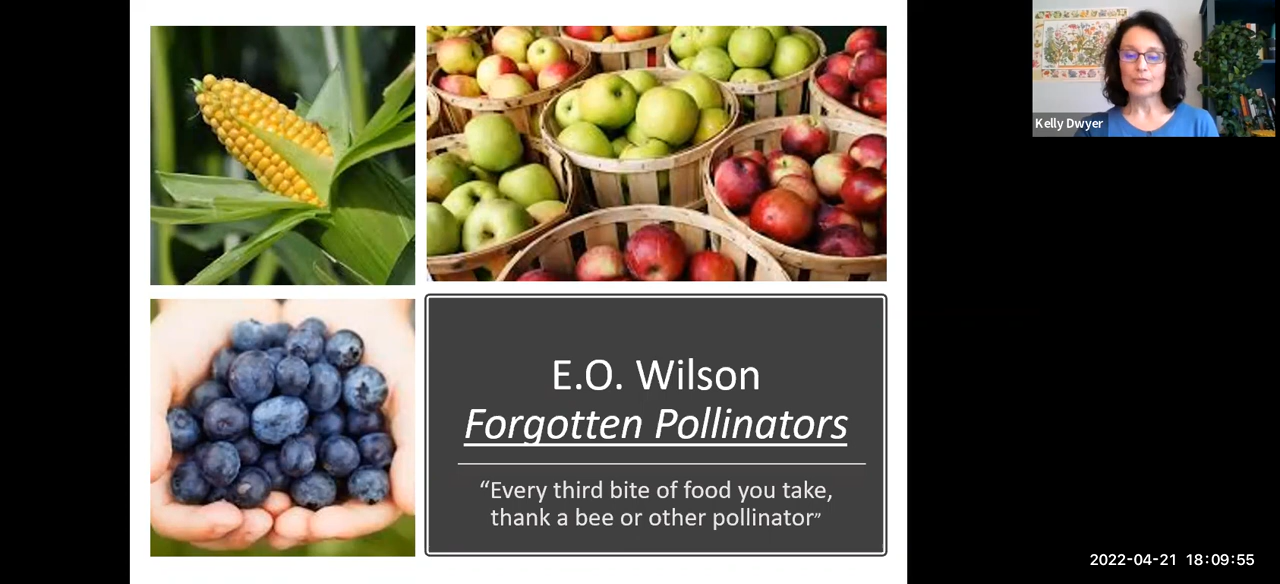 Kelly Dwyer
E.O. Wilson
Forgotten Pollinators
“Every third bite of food you take,
thank a bee or other pollinator”
2022-04-21 18:09:55